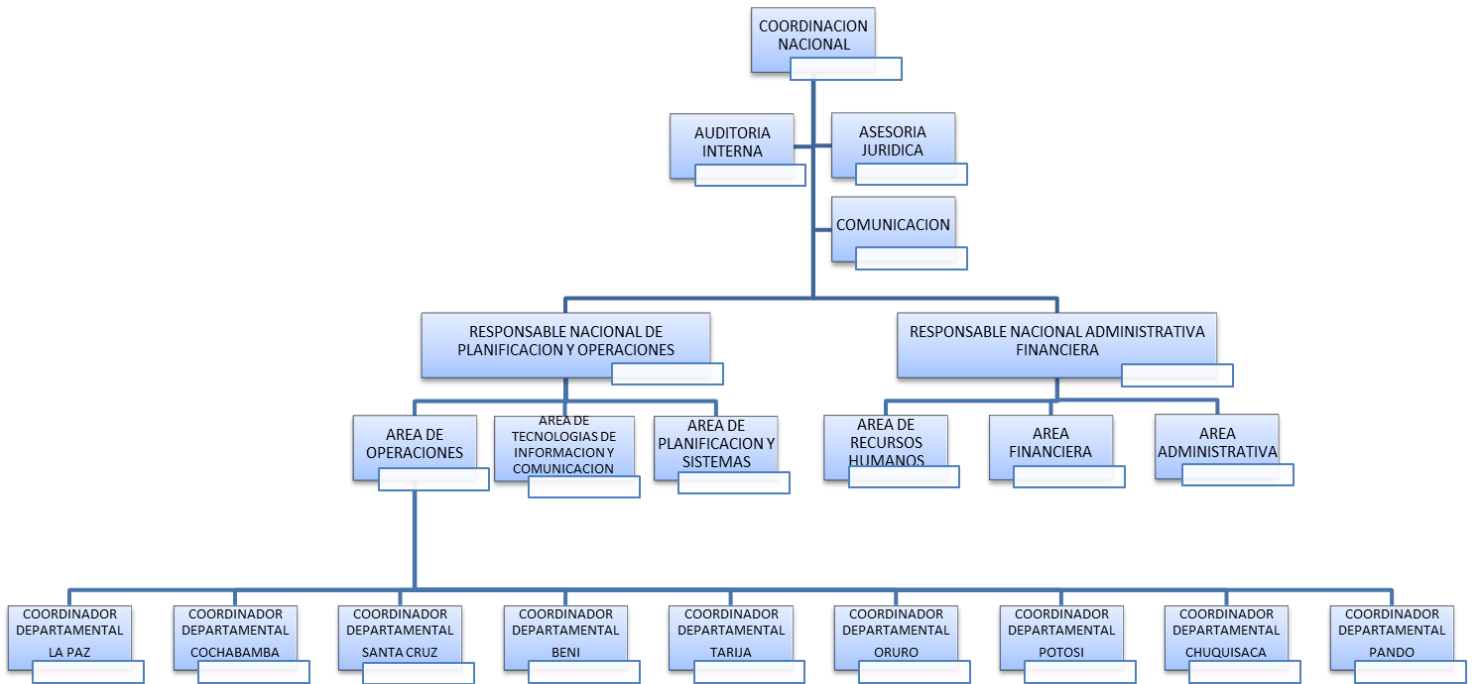 COORDINACION
NACIONAL
AUDITORIA
INTERNA
ASESORIA
JURIDICA
COMUNICACION
RESPONSABLE NACIONAL DE
PLANIFICACION Y OPERACIONES
RESPONSABLE NACIONAL ADMINISTRATIVA
FINANCIERA
AREA DE
OPERACIONES
AREA DE
TECNOLOGIAS DE
INFORMACION Y
COMUNICACION
AREA DE
PLANIFICACION Y
SISTEMAS
AREA DE
RECURSOS
HUMANOS
AREA
FINANCIERA
AREA
ADMINISTRATIVA
COORDINADOR
DEPARTAMENTAL
LA PAZ
COORDINADOR
DEPARTAMENTAL
COCHABAMBA
COORDINADOR
DEPARTAMENTAL
SANTA CRUZ
COORDINADOR
DEPARTAMENTAL
BENI
COORDINADOR
DEPARTAMENTAL
TARIJA
COORDINADOR
DEPARTAMENTAL
ORURO
COORDINADOR
DEPARTAMENTAL
POTOSI
COORDINADOR
DEPARTAMENTAL
CHUQUISACA
COORDINADOR
DEPARTAMENTAL
PANDO